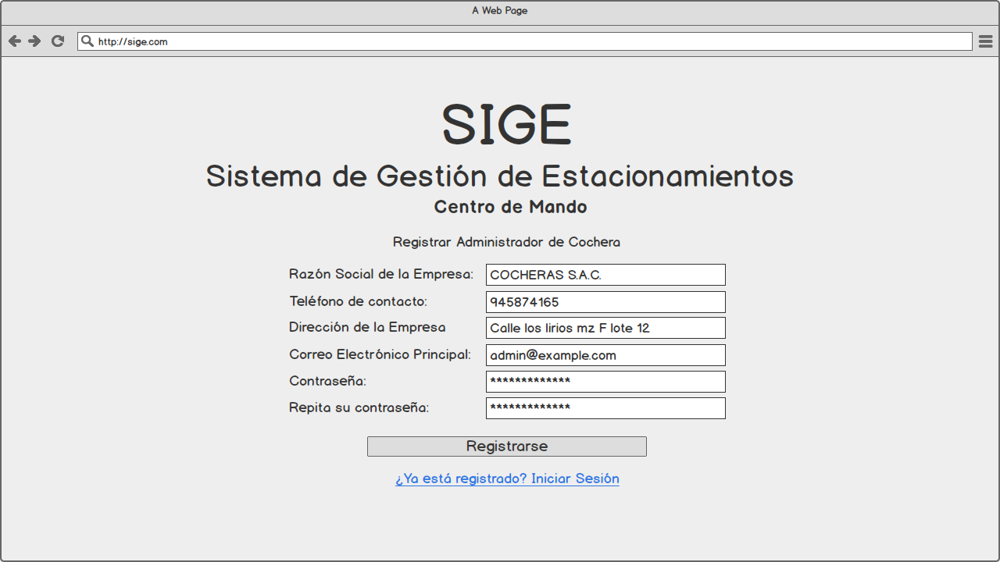 A Web Page
http://sige.com
SIGE
Sistema de Gestión de Estacionamientos
Centro de Mando
Registrar Administrador de Cochera
Razón Social de la Empresa: COCHERAS S.A.C.
Teléfono de contacto: 945874165
Dirección de la Empresa Calle los lirios mz F lote 12
Correo Electrónico Principal: admin@example.com
Contraseña: *************
Repita su contraseña: *************
Registrarse
¿Ya está registrado? Iniciar Sesión